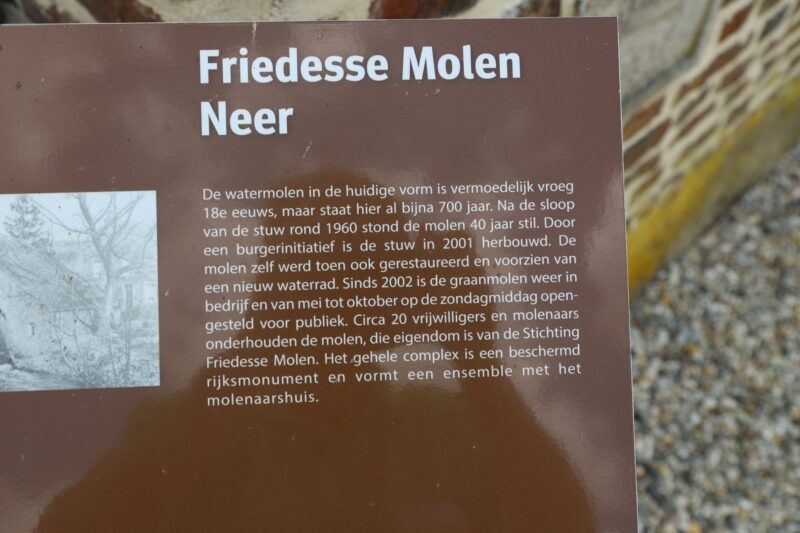 Friedesse Molen
Neer
De watermolen in de huidige vorm is vermoedelijk vroeg
18e eeuws, maar staat hier al bijna 700 jaar. Na de sloop
van de stuw rond 1960 stond de molen 40 jaar stil. Door
een burgerinitiatief is de stuw in 2001 herbouwd. De
molen zelf werd toen ook gerestaureerd en voorzien van
een nieuw waterrad. Sinds 2002 is de graanmolen weer in
bedrijf en van mei tot oktober op de zondagmiddag open-
gesteld voor publiek. Circa 20 vrijwilligers en molenaars
onderhouden de molen, die eigendom is van de Stichting
Friedesse Molen. Het gehele complex is een beschermd
rijksmonument en vormt een ensemble met het
molenaarshuis.